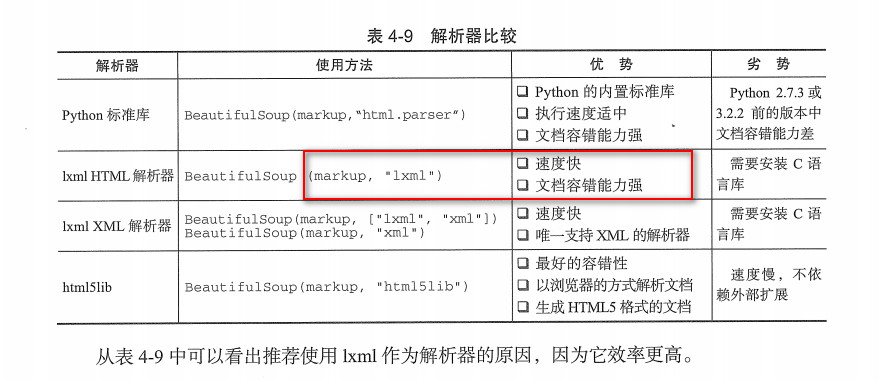 表 4-9 解析器比较
解析器 使用方法 优 势 劣 势
Python 标准库 BeautifulSoup(markup,“html.parser”) ❑ Python 的内置标准库
❑ 执行速度适中
❑ 文档容错能力强
Python 2.7.3 或
3.2.2 前的版本中
文档容错能力差
lxml HTML 解析器 BeautifulSoup (markup, "lxml") ❑ 速度快
❑ 文档容错能力强
需要安装 C 语
言库
lxml XML 解析器 BeautifulSoup(markup, ["lxml", "xml"])
BeautifulSoup(markup, "xml")
❑ 速度快
❑ 唯一支持 XML 的解析器
需要安装 C 语
言库
html5lib BeautifulSoup(markup, "html5lib") ❑ 最好的容错性
❑ 以浏览器的方式解析文档
❑ 生成 HTML5 格式的文档
速度慢，不依
赖外部扩展
从表 4-9 中可以看出推荐使用 lxml 作为解析器的原因，因为它效率更高。